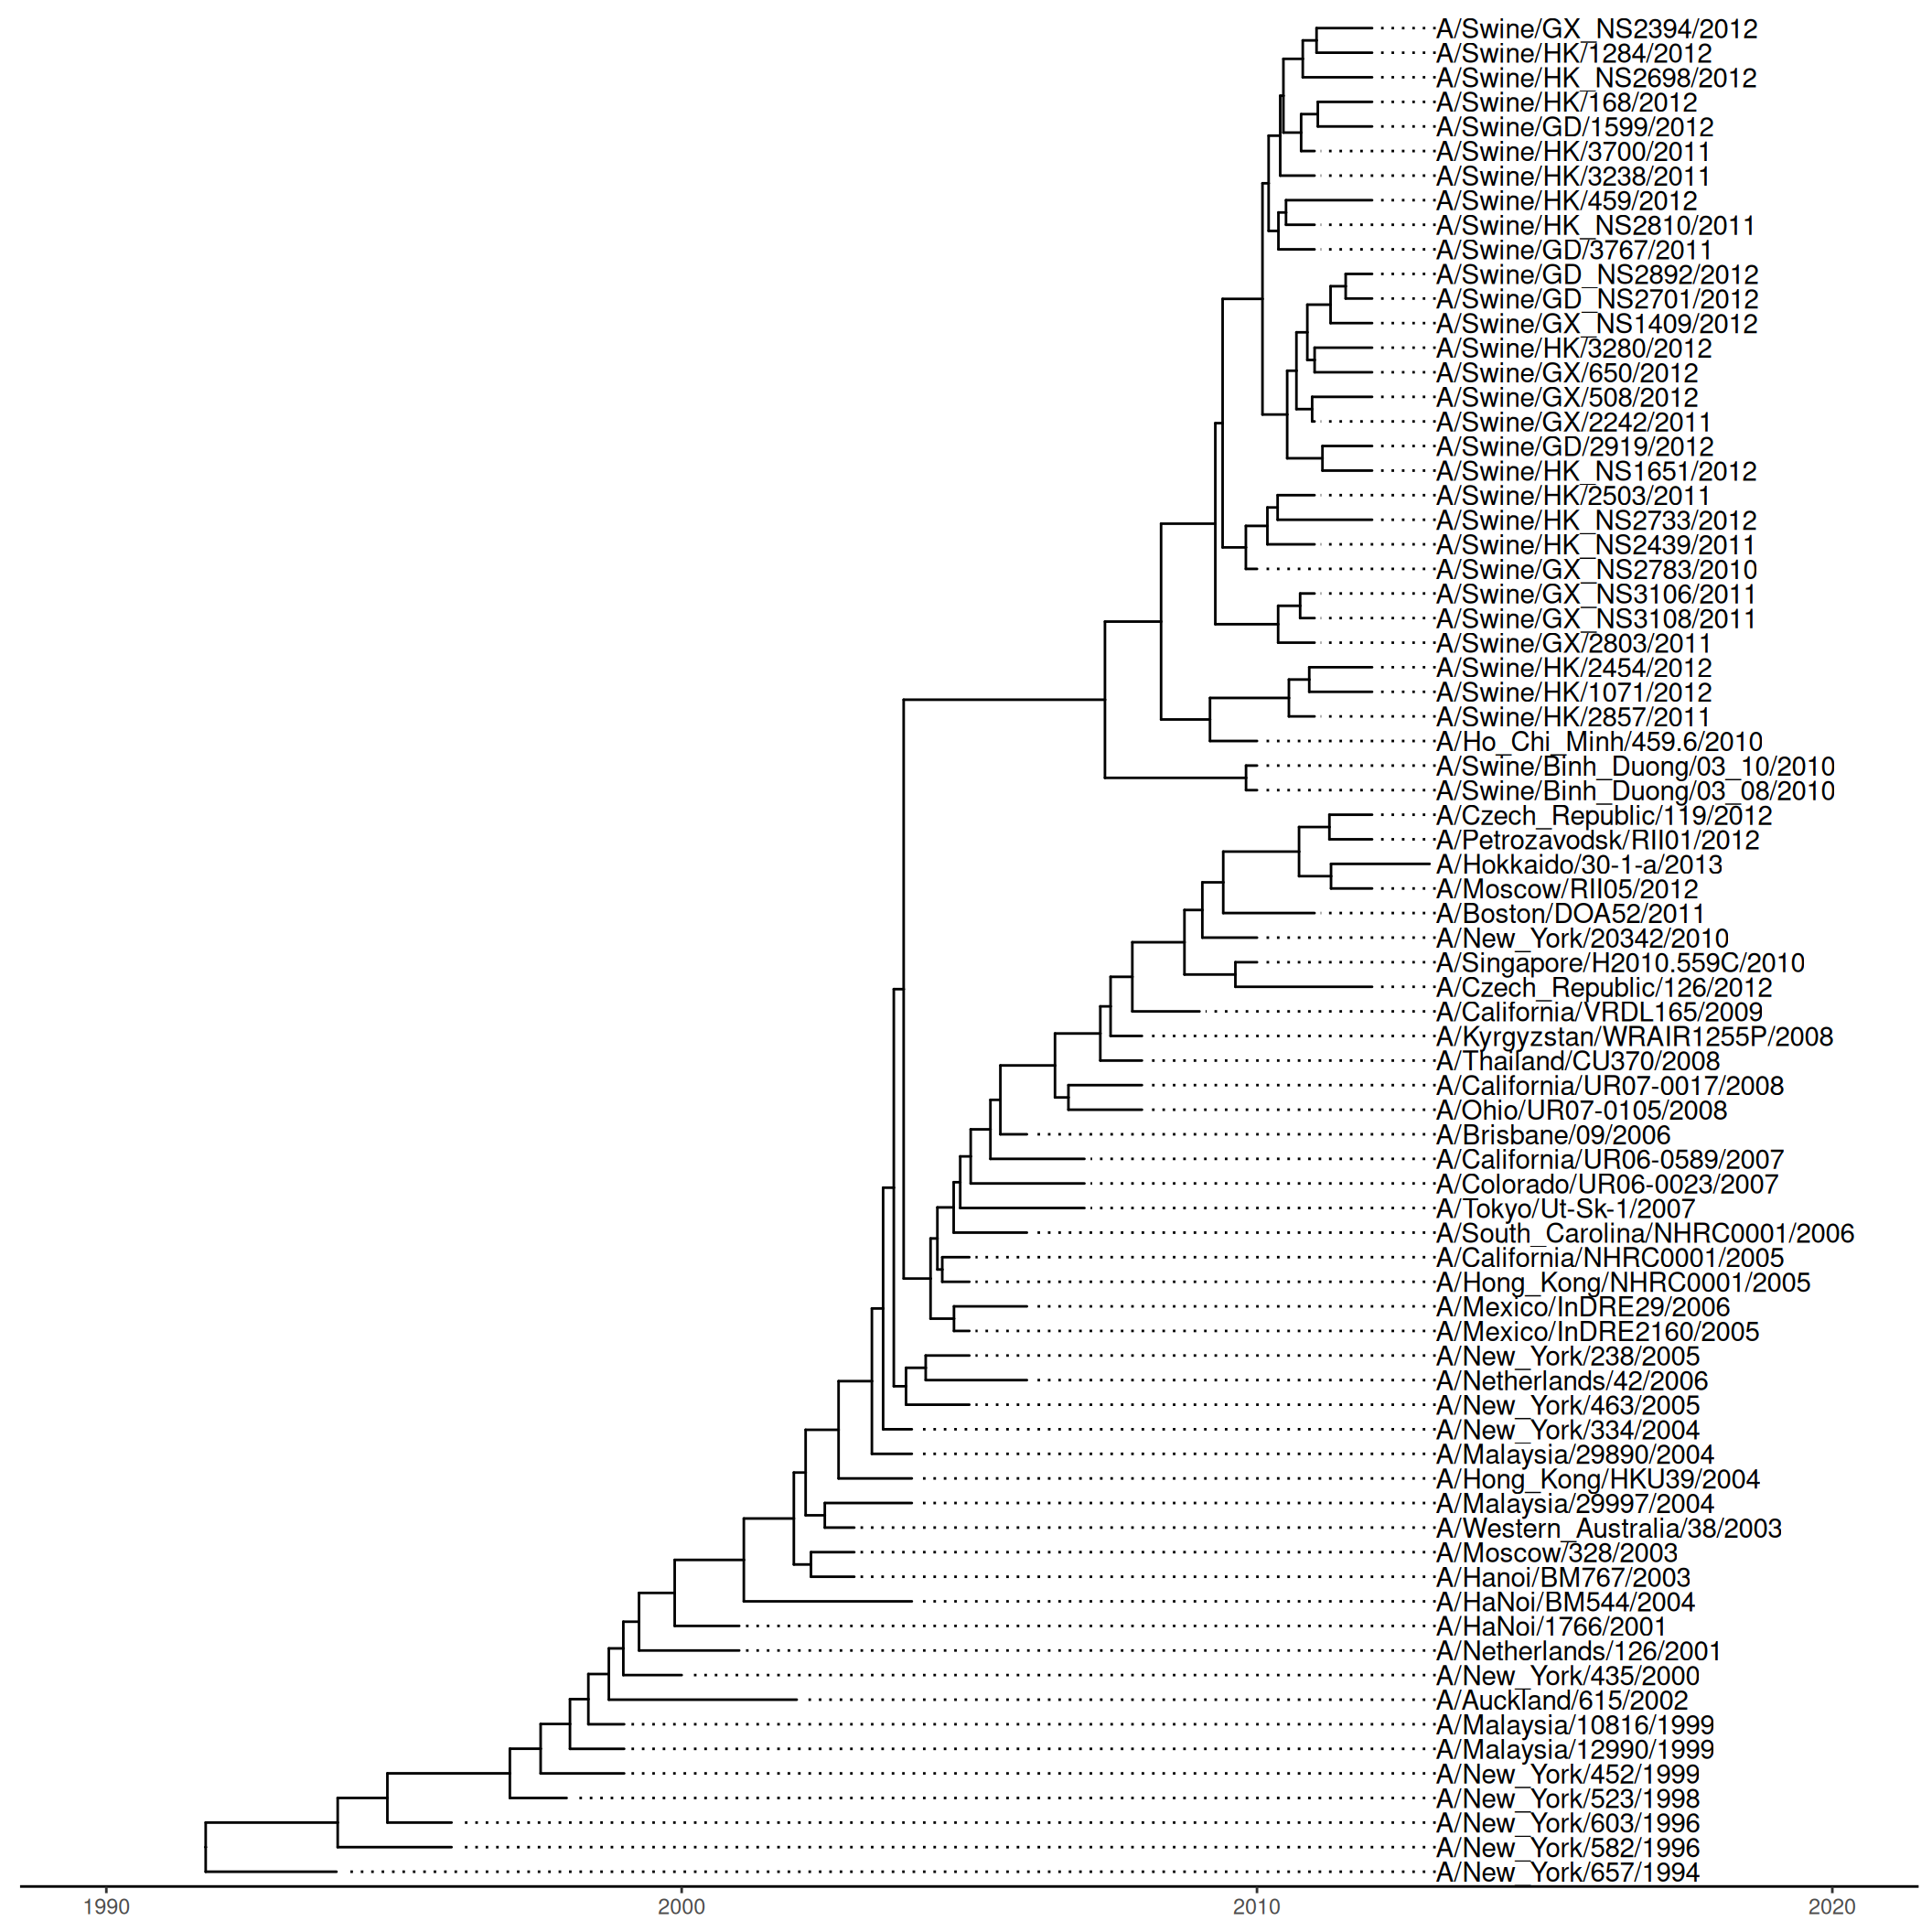 A/Swine/GX_NS2394/2012
A/Swine/HK/1284/2012
A/Swine/HK_NS2698/2012
A/Swine/HK/168/2012
A/Swine/GD/1599/2012
A/Swine/HK/3700/2011
A/Swine/HK/3238/2011
A/Swine/HK/459/2012
A/Swine/HK_NS2810/2011
A/Swine/GD/3767/2011
A/Swine/GD_NS2892/2012
A/Swine/GD_NS2701/2012
A/Swine/GX_NS1409/2012
A/Swine/HK/3280/2012
A/Swine/GX/650/2012
A/Swine/GX/508/2012
A/Swine/GX/2242/2011
A/Swine/GD/2919/2012
A/Swine/HK_NS1651/2012
A/Swine/HK/2503/2011
A/Swine/HK_NS2733/2012
A/Swine/HK_NS2439/2011
A/Swine/GX_NS2783/2010
A/Swine/GX_NS3106/2011
A/Swine/GX_NS3108/2011
A/Swine/GX/2803/2011
A/Swine/HK/2454/2012
A/Swine/HK/1071/2012
A/Swine/HK/2857/2011
A/Ho_Chi_Minh/459.6/2010
A/Swine/Binh_Duong/03_10/2010
A/Swine/Binh_Duong/03_08/2010
A/Czech_Republic/119/2012
A/Petrozavodsk/RII01/2012
A/Hokkaido/30-1-a/2013
A/Moscow/RII05/2012
A/Boston/DOA52/2011
A/New_York/20342/2010
A/Singapore/H2010.559C/2010
A/Czech_Republic/126/2012
A/California/VRDL165/2009
A/Kyrgyzstan/WRAIR1255P/2008
A/Thailand/CU370/2008
A/California/UR07-0017/2008
A/Ohio/UR07-0105/2008
A/Brisbane/09/2006
A/California/UR06-0589/2007
A/Colorado/UR06-0023/2007
A/Tokyo/Ut-Sk-1/2007
A/South_Carolina/NHRC0001/2006
A/California/NHRC0001/2005
A/Hong_Kong/NHRC0001/2005
A/Mexico/InDRE29/2006
A/Mexico/InDRE2160/2005
A/New_York/238/2005
A/Netherlands/42/2006
A/New_York/463/2005
A/New_York/334/2004
A/Malaysia/29890/2004
A/Hong_Kong/HKU39/2004
A/Malaysia/29997/2004
A/Western_Australia/38/2003
A/Moscow/328/2003
A/Hanoi/BM767/2003
A/HaNoi/BM544/2004
A/HaNoi/1766/2001
A/Netherlands/126/2001
A/New_York/435/2000
A/Auckland/615/2002
A/Malaysia/10816/1999
A/Malaysia/12990/1999
A/New_York/452/1999
A/New_York/523/1998
A/New_York/603/1996
A/New_York/582/1996
A/New_York/657/1994
1990 2000 2010 2020